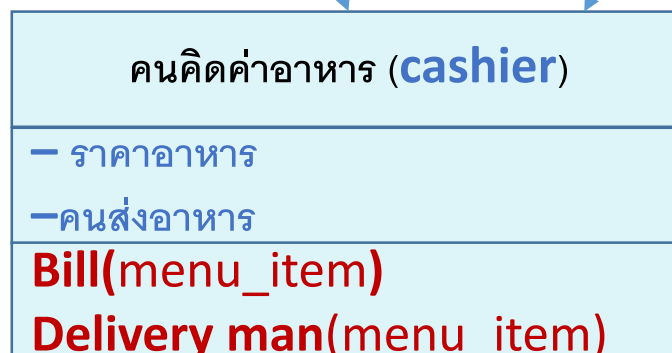 คนคิดค่าอาหาร (cashier)
– ราคาอาหาร
–คนส่งอาหาร
Bill(menu_item)
Delivery man(menu_item)